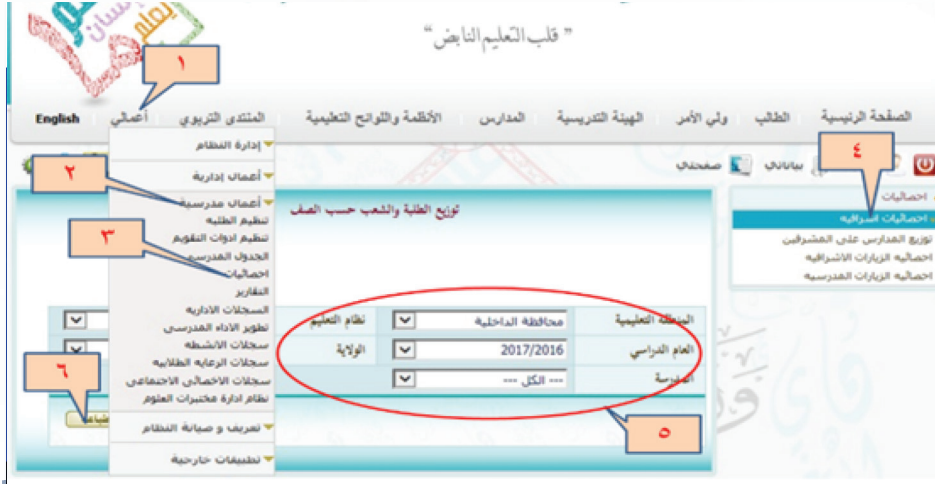 ” قلب التّعليم النابض“
١
الصفحة الرئيسية
الطالب
ولي الأمر
الهيئة التدريسية
المدارس
الأنظمة واللوائح التعليمية
المنتدى التربوي
أعمالي
English
إدارة النظام
٢
أعمال إدارية
٤
بياناتي
صفحتي
أعمال مدرسية
تنظيم الطلبه
تنظيم ادوات التقويم
الجدول المدرسي
٣
احصائيات
التقارير
السجلات الاداريه
تطوير الاداء المدرسي
سجلات الانشطه
سجلات الرعايه الطلابيه
سجلات الاخصائي الاجتماعي
نظام ادارة مختبرات العلوم
تعريف و صيانة النظام
تطبيقات خارجية
احصائيات
احصائيات اشرافيه
توزيع المدارس على المشرفين
احصائيه الزيارات الاشرافيه
احصائيه الزيارات المدرسيه
توزيع الطلبة والشعب حسب الصف
المنطقة التعليمية
محافظة الداخلية
نظام التعليم
العام الدراسي
2017/2016
الولاية
المدرسة
--- الكل ---
٦
٥